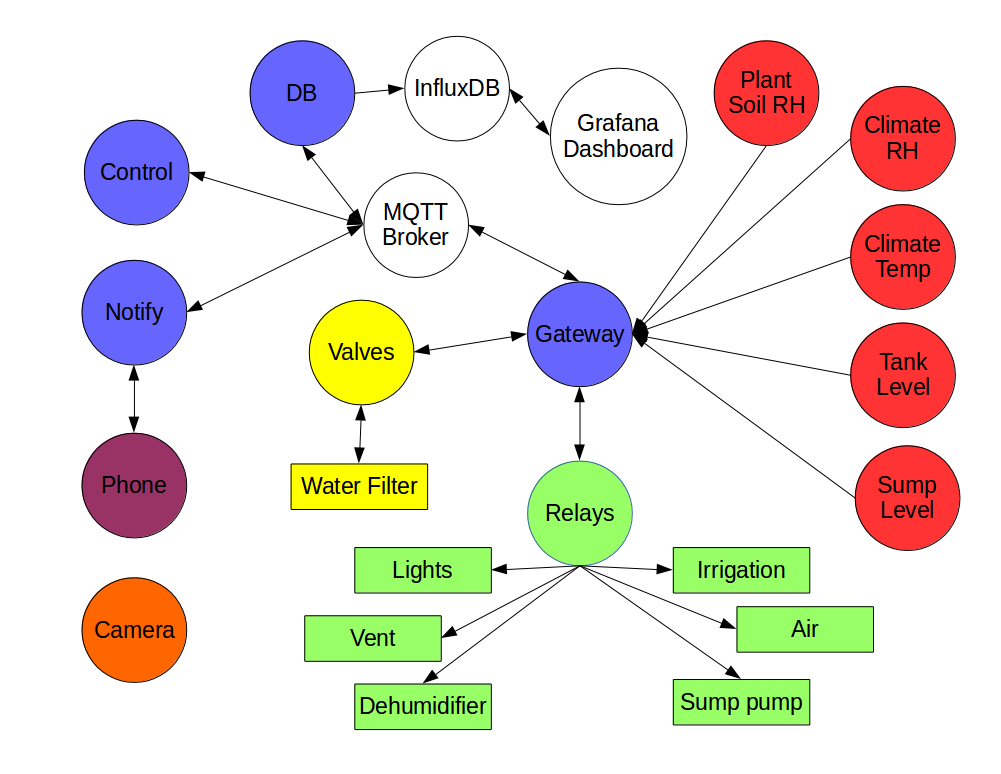 DB
InfluxDB
Grafana
Dashboard
Plant
Soil RH
Climate
RH
Control
MQTT
Broker
Climate
Temp
Notify
Valves
Gateway
Tank
Level
Phone
Water Filter
Relays
Sump
Level
Lights
Irrigation
Camera
Vent
Air
Dehumidifier
Sump pump